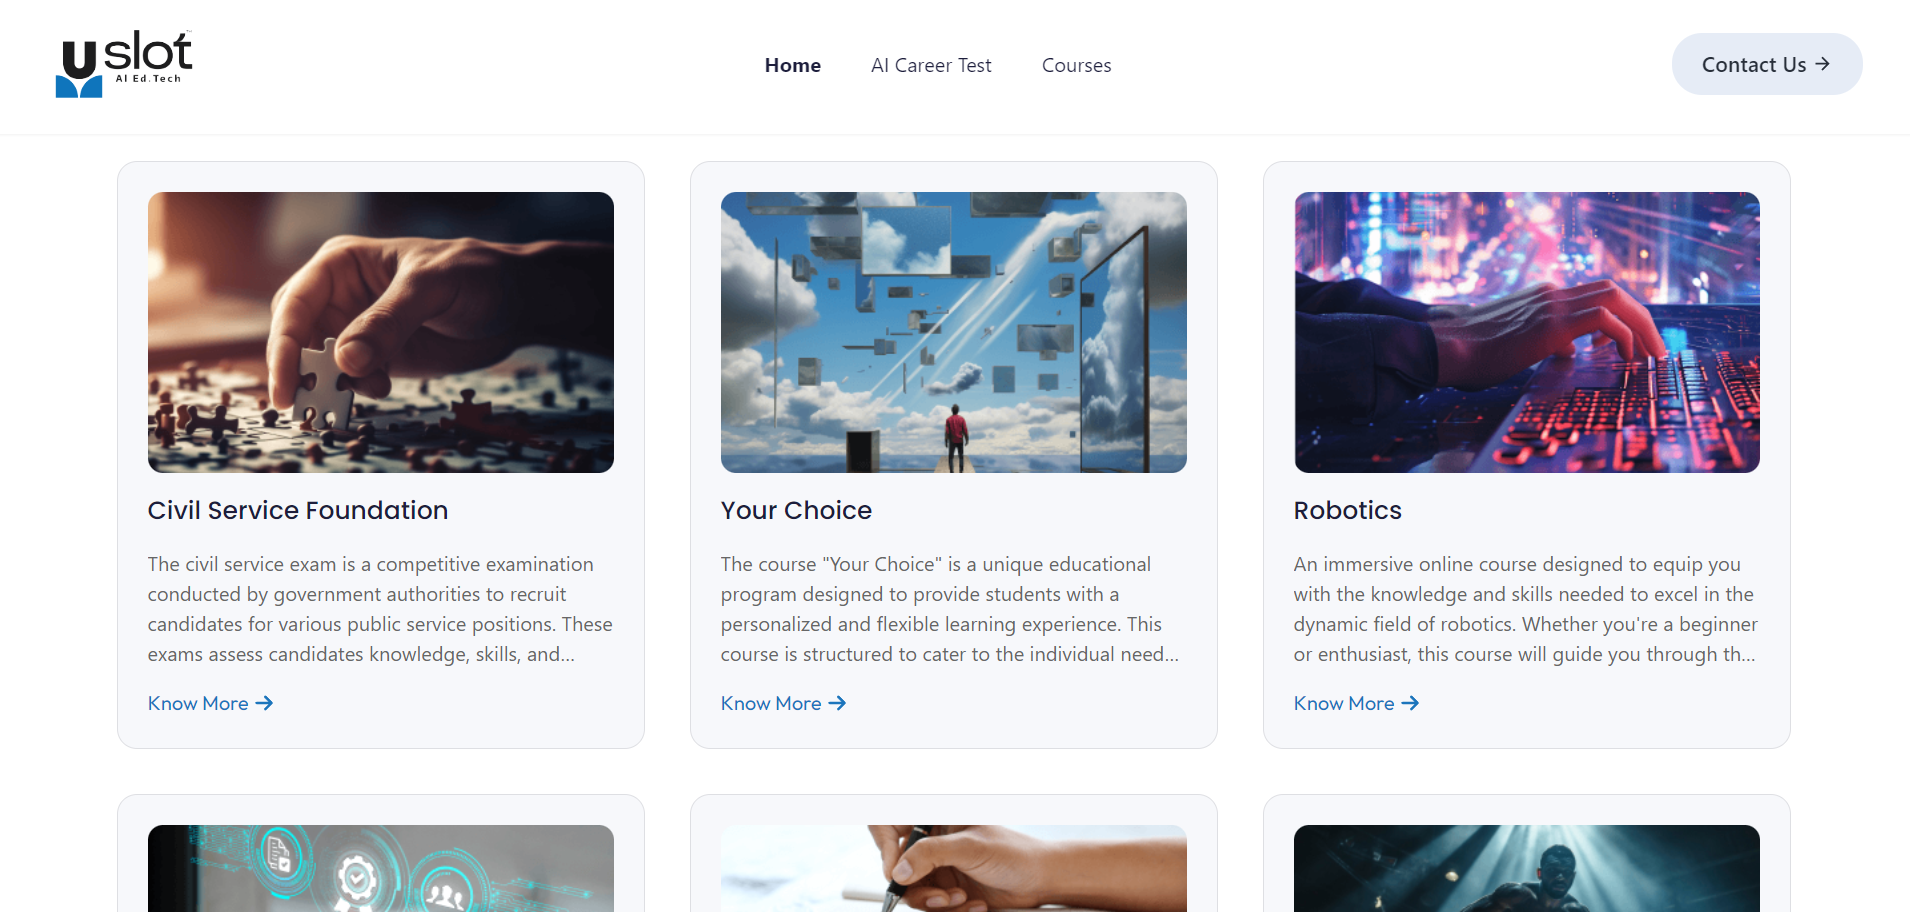 Uslot
AI Ed.Tech
Home
AI Career Test
Courses
Contact Us →
Civil Service Foundation
The civil service exam is a competitive examination
conducted by government authorities to recruit
candidates for various public service positions. These
exams assess candidates knowledge, skills, and...
Know More →
Your Choice
The course "Your Choice" is a unique educational
program designed to provide students with a
personalized and flexible learning experience. This
course is structured to cater to the individual need...
Know More →
Robotics
An immersive online course designed to equip you
with the knowledge and skills needed to excel in the
dynamic field of robotics. Whether you're a beginner
or enthusiast, this course will guide you through th...
Know More →